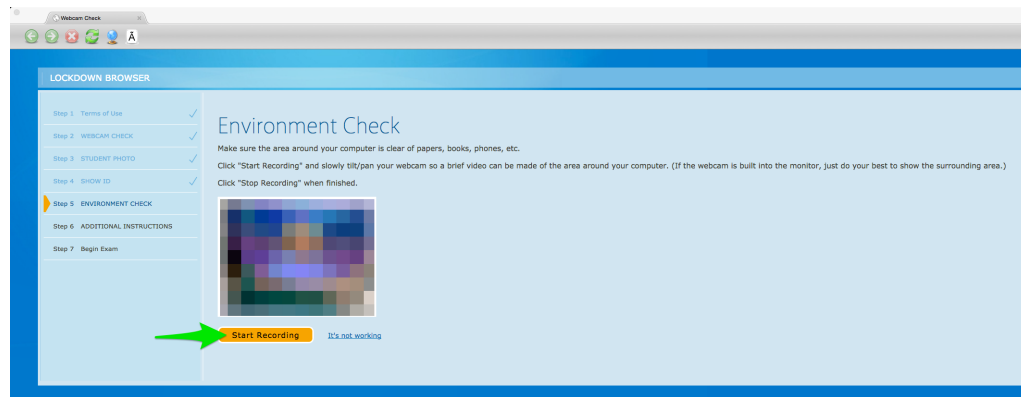 Webcam Check
Ā
LOCKDOWN BROWSER
Step 1 Terms of Use
Step 2 WEBCAM CHECK
Step 3 STUDENT PHOTO
Step 4 SHOW ID
Step 5 ENVIRONMENT CHECK
Step 6 ADDITIONAL INSTRUCTIONS
Step 7 Begin Exam
Environment Check
Make sure the area around your computer is clear of papers, books, phones, etc.
Click "Start Recording" and slowly tilt/pan your webcam so a brief video can be made of the area around your computer. (If the webcam is built into the monitor, just do your best to show the surrounding area.)
Click "Stop Recording" when finished.
Start Recording
It's not working